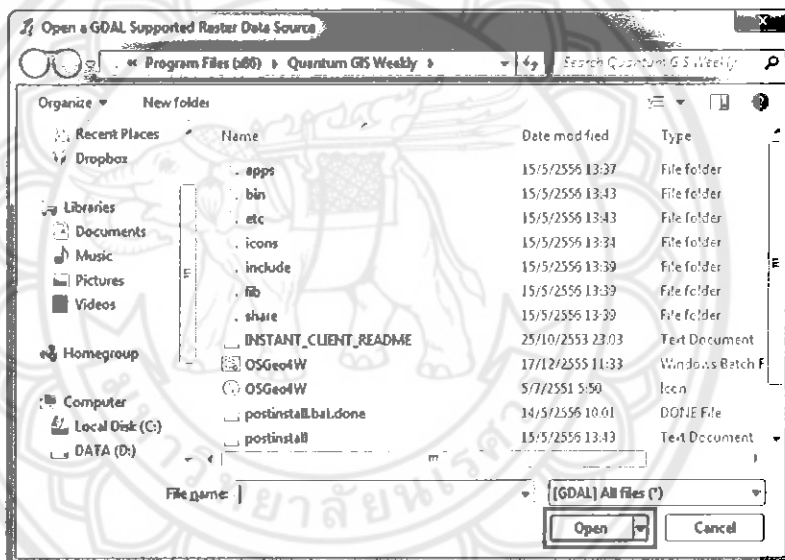 Open a GDAL Supported Raster Data Source
« Program Files (x86) Quantum GIS Weekly Search Quantum GIS Weekly
Organize New folder
Recent Places
Dropbox
Libraries
Documents
Music
Pictures
Videos
Homegroup
Computer
Local Disk (C:)
DATA (D:)
Name Date modified Type
apps 15/5/2556 13:37 File folder
bin 15/5/2556 13:43 File folder
etc 15/5/2556 13:43 File folder
icons 15/5/2556 13:34 File folder
include 15/5/2556 13:39 File folder
lib 15/5/2556 13:39 File folder
share 15/5/2556 13:39 File folder
INSTANT_CLIENT_README 25/10/2553 23:03 Text Document
OSGeo4W 17/12/2555 11:33 Windows Batch F
OSGeo4W 5/7/2551 5:50 Icon
postinstall.bat.done 14/5/2556 10:01 DONE File
postinstall 15/5/2556 13:43 Text Document
File name: [GDAL] All files (*)
Open Cancel